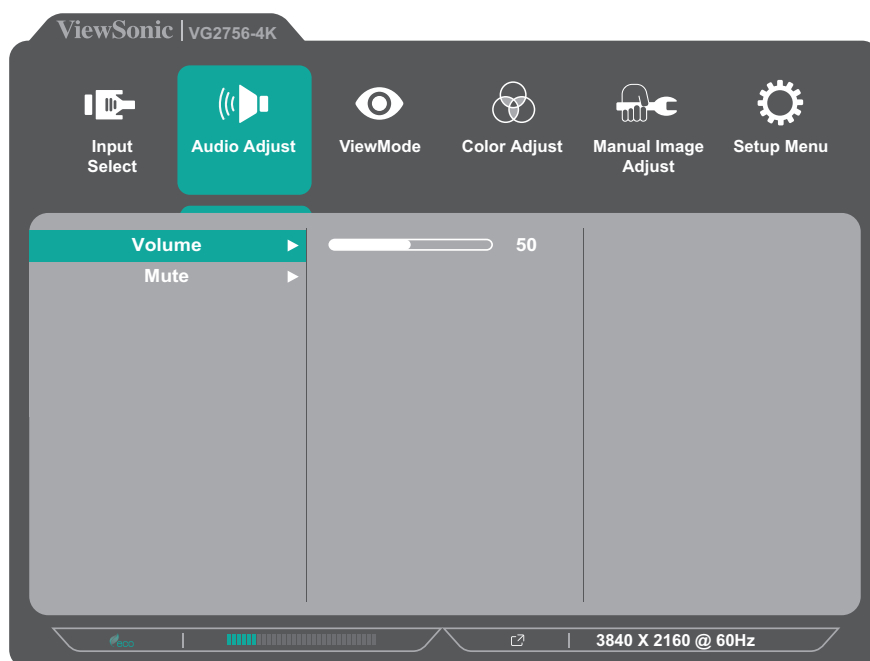 ViewSonic | VG2756-4K
Input
Select
Audio Adjust
ViewMode
Color Adjust
Manual Image
Adjust
Setup Menu
Volume
50
Mute
eco
3840 X 2160 @ 60Hz